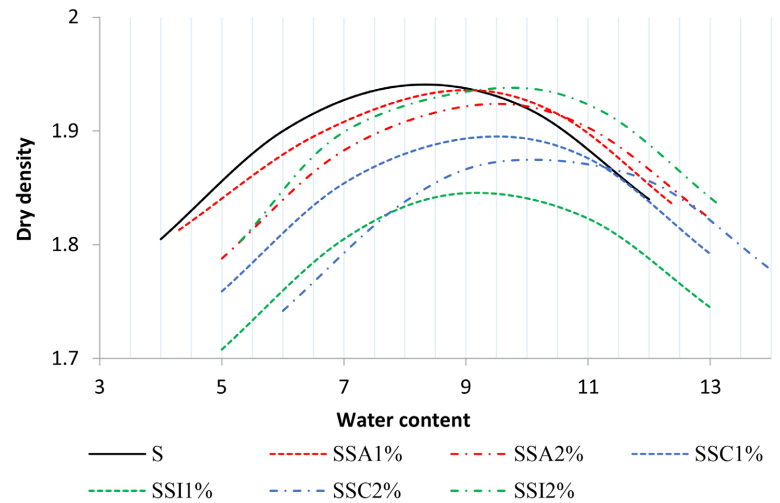 2
1.9
1.8
1.7
Dry density
3 5 7 9 11 13
Water content
S SSA1% SSA2% SSC1%
SSI1% SSC2% SSI2%